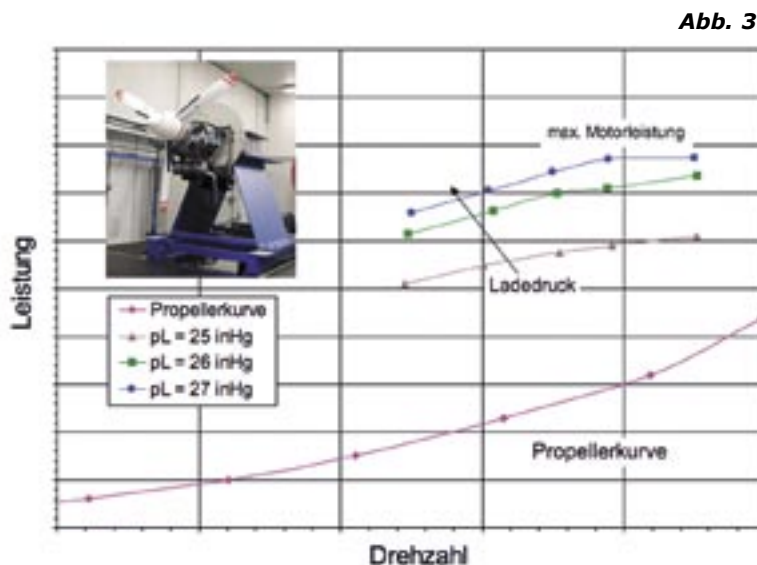 Abb. 3
max. Motorleistung
Ladedruck
Leistung
Propellerkurve
pL = 25 inHg
pL = 26 inHg
pL = 27 inHg
Propellerkurve
Drehzahl